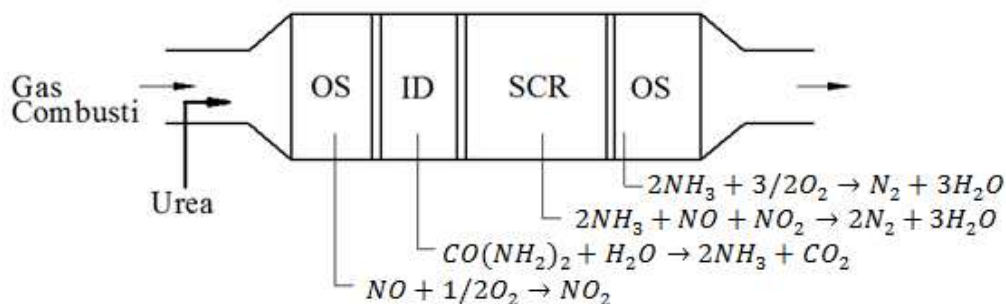 OS ID SCR OS
Gas
Combusti
Urea
2NH₃ + 3/2O₂ → N₂ + 3H₂O
2NH₃ + NO + NO₂ → 2N₂ + 3H₂O
CO(NH₂)₂ + H₂O → 2NH₃ + CO₂
NO + 1/2O₂ → NO₂